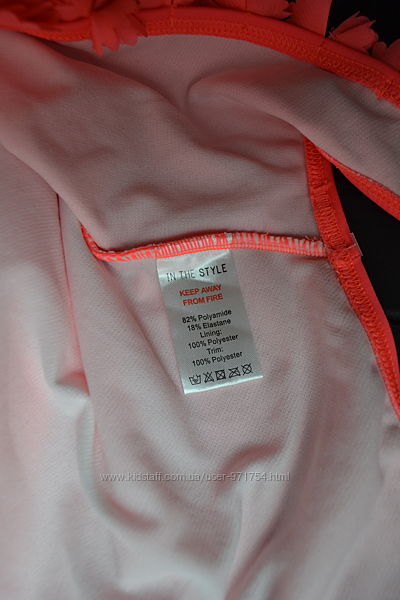 IN THE STYLE
KEEP AWAY
FROM FIRE
82% Polyamide
18% Elastane
Lining:
100% Polyester
Trim:
100% Polyester
www.kidstaff.com.ua/user-971754.html